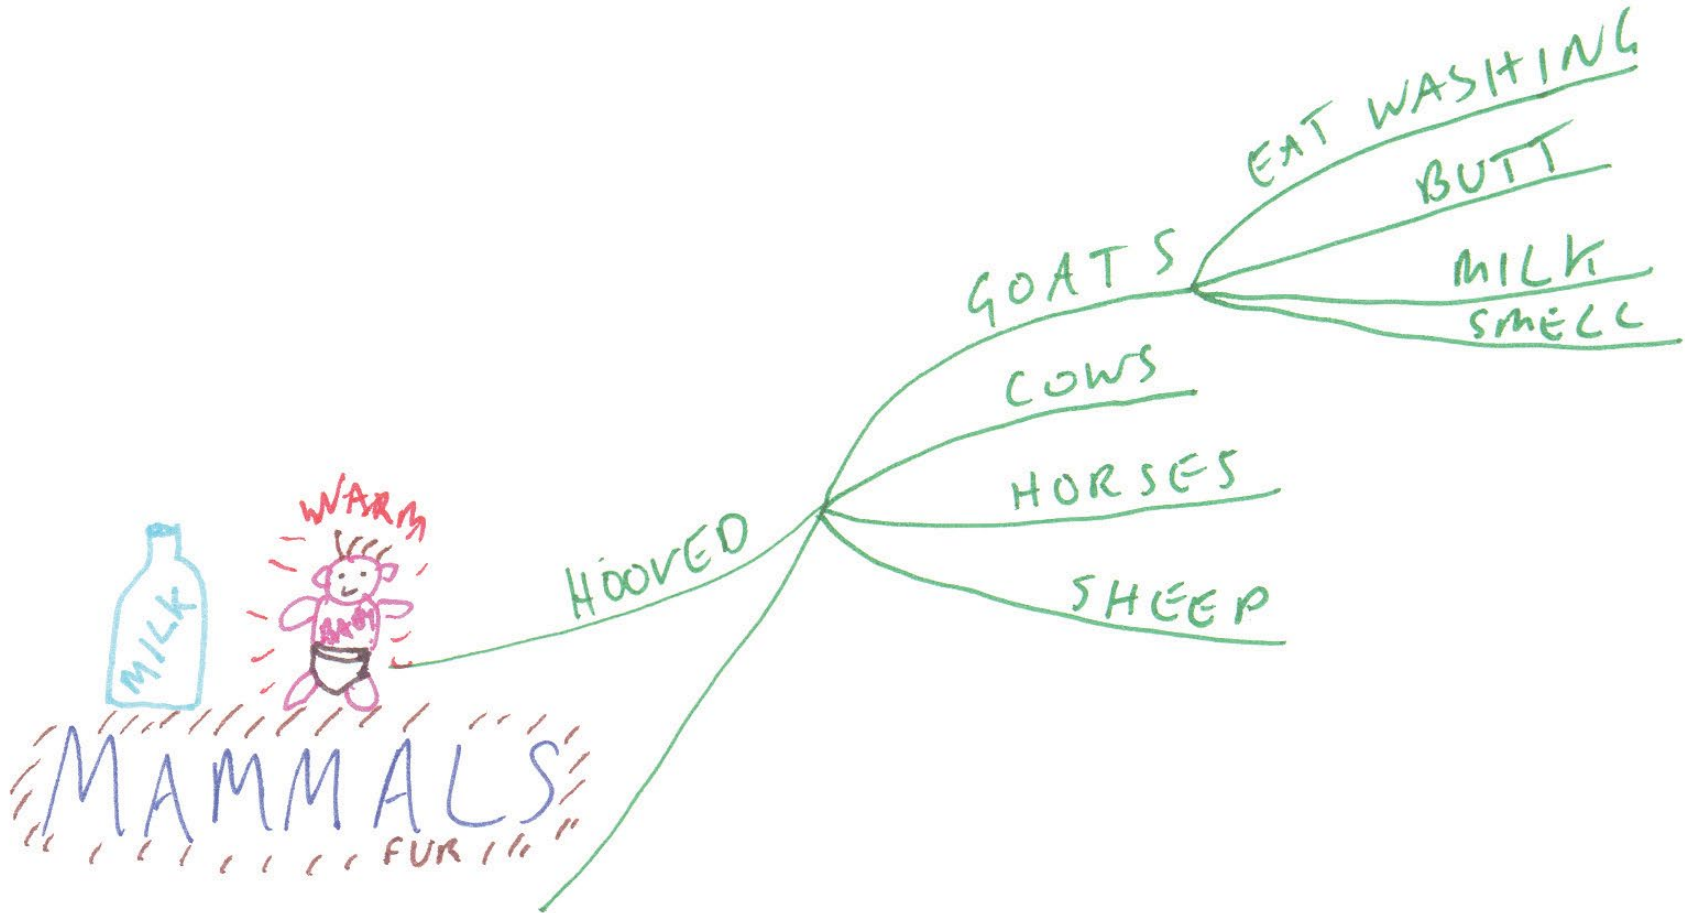 EAT WASHING
BUTT
MILK
SMELL
GOATS
COWS
HORSES
SHEEP
HOOVED
WARM
MILK
MAMMALS
FUR